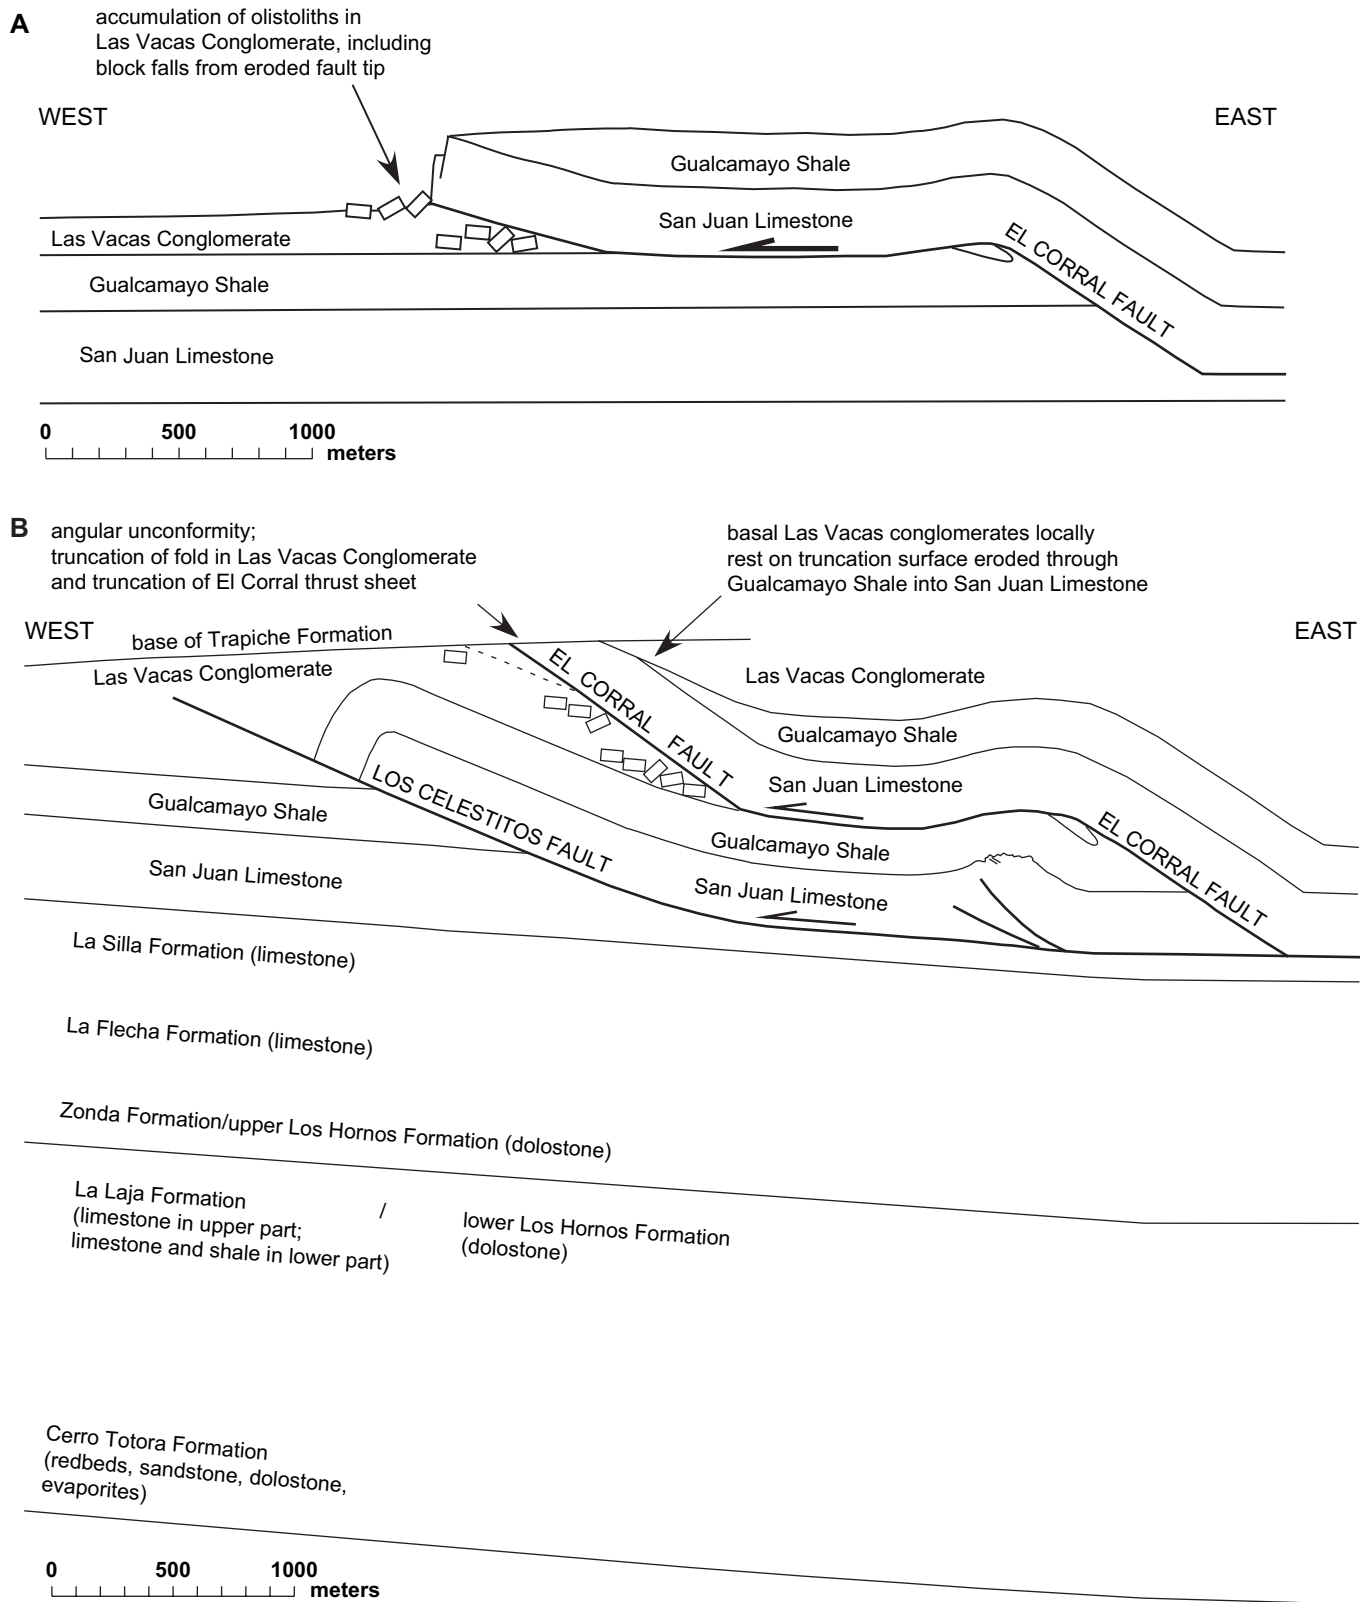 A
accumulation of olistoliths in
Las Vacas Conglomerate, including
block falls from eroded fault tip
WEST
EAST
Gualcamayo Shale
San Juan Limestone
Las Vacas Conglomerate
EL CORRAL FAULT
Gualcamayo Shale
San Juan Limestone
0 500 1000
meters
B
angular unconformity;
truncation of fold in Las Vacas Conglomerate
and truncation of El Corral thrust sheet
basal Las Vacas conglomerates locally
rest on truncation surface eroded through
Gualcamayo Shale into San Juan Limestone
WEST
EAST
base of Trapiche Formation
Las Vacas Conglomerate
EL CORRAL FAULT
Las Vacas Conglomerate
Gualcamayo Shale
San Juan Limestone
LOS CELESTITOS FAULT
Gualcamayo Shale
Gualcamayo Shale
EL CORRAL FAULT
San Juan Limestone
San Juan Limestone
La Silla Formation (limestone)
La Flecha Formation (limestone)
Zonda Formation/upper Los Hornos Formation (dolostone)
La Laja Formation /
(limestone in upper part;
limestone and shale in lower part)
lower Los Hornos Formation
(dolostone)
Cerro Totora Formation
(redbeds, sandstone, dolostone,
evaporites)
0 500 1000
meters